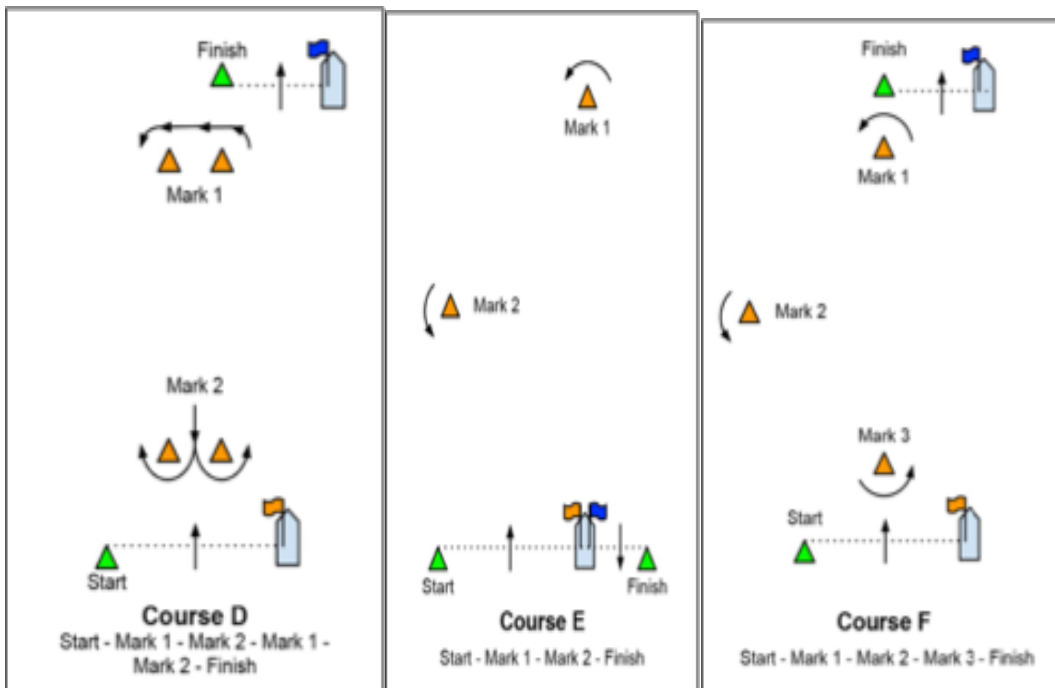 Finish
Mark 1
Mark 2
Start
Course D
Start - Mark 1 - Mark 2 - Mark 1 -
Mark 2 - Finish
Mark 1
Mark 2
Start
Finish
Course E
Start - Mark 1 - Mark 2 - Finish
Finish
Mark 1
Mark 2
Mark 3
Start
Course F
Start - Mark 1 - Mark 2 - Mark 3 - Finish